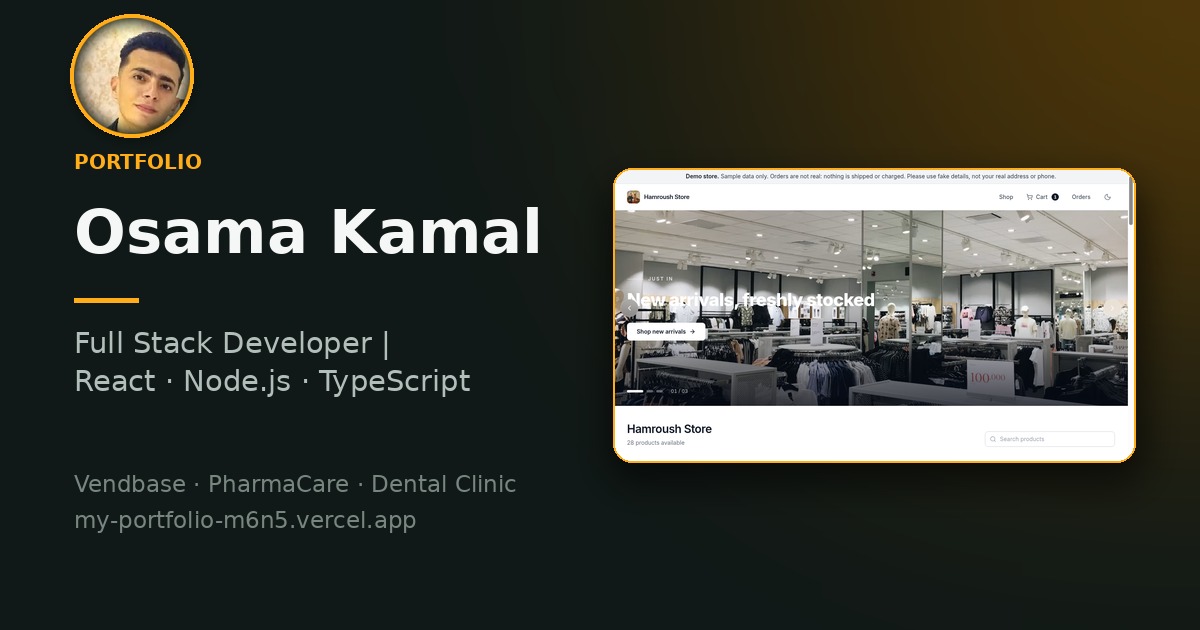 PORTFOLIO
Osama Kamal
Full Stack Developer |
React · Node.js · TypeScript
Vendbase · PharmaCare · Dental Clinic
my-portfolio-m6n5.vercel.app
Demo store. Sample data only. Orders are not real: nothing is shipped or charged. Please use fake details, not your real address or phone.
Hamroush Store
Shop
Cart 1
Orders
JUST IN
New arrivals, freshly stocked
Shop new arrivals →
100.000
01 / 03
Hamroush Store
28 products available
Search products